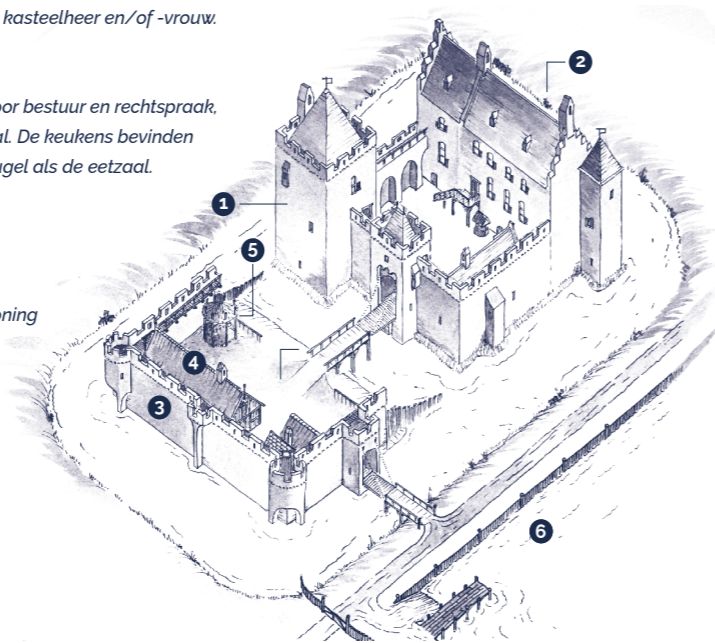 kasteelheer en/of -vrouw.
2
oor bestuur en rechtspraak,
al. De keukens bevinden
ugel als de eetzaal.
1
5
oning
4
3
6